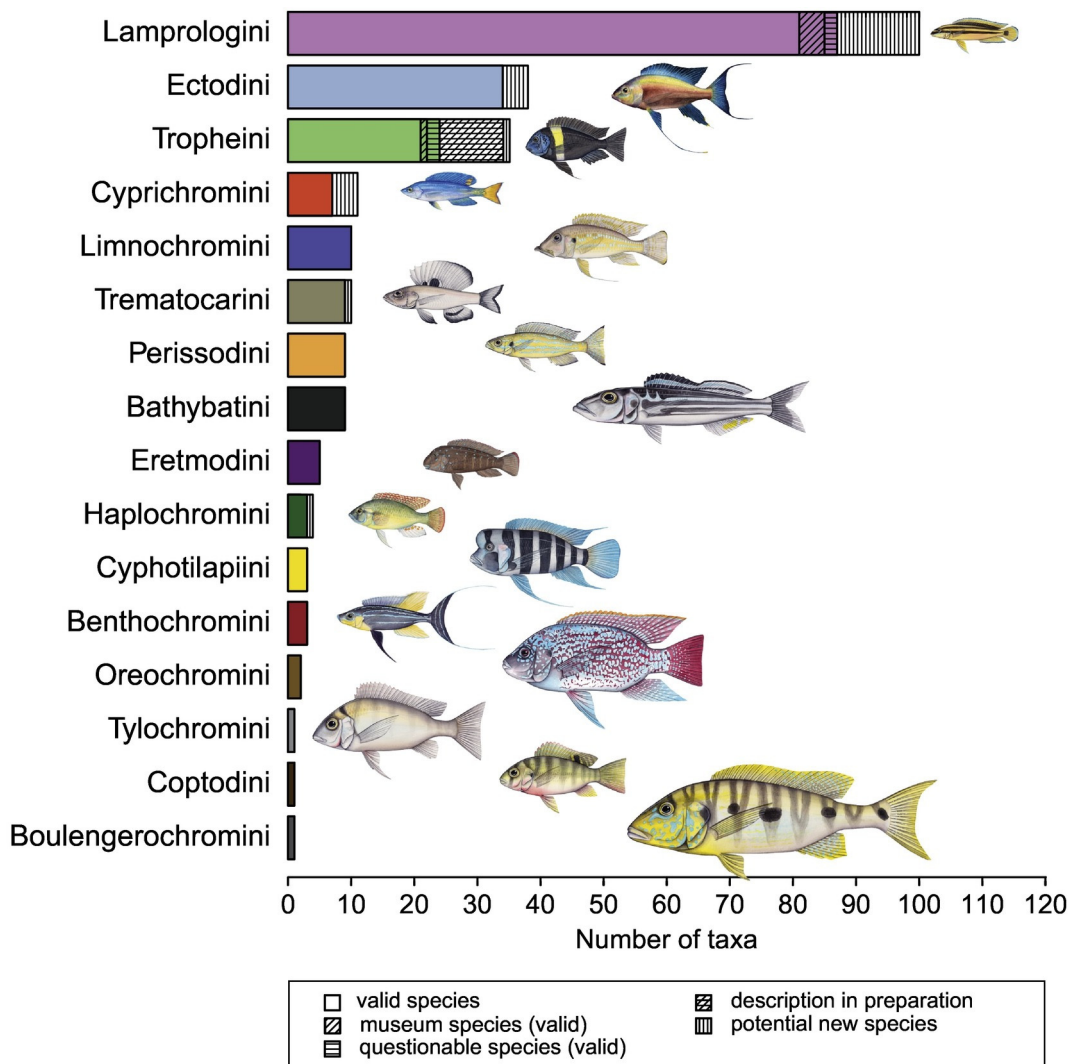 Lamprologini
Ectodini
Tropheini
Cyprichromini
Limnochromini
Trematocarini
Perissodini
Bathybatini
Eretmodini
Haplochromini
Cyphotilapiini
Benthochromini
Oreochromini
Tylochromini
Coptodini
Boulengerochromini
0 10 20 30 40 50 60 70 80 90 100 110 120
Number of taxa
valid species
museum species (valid)
questionable species (valid)
description in preparation
potential new species